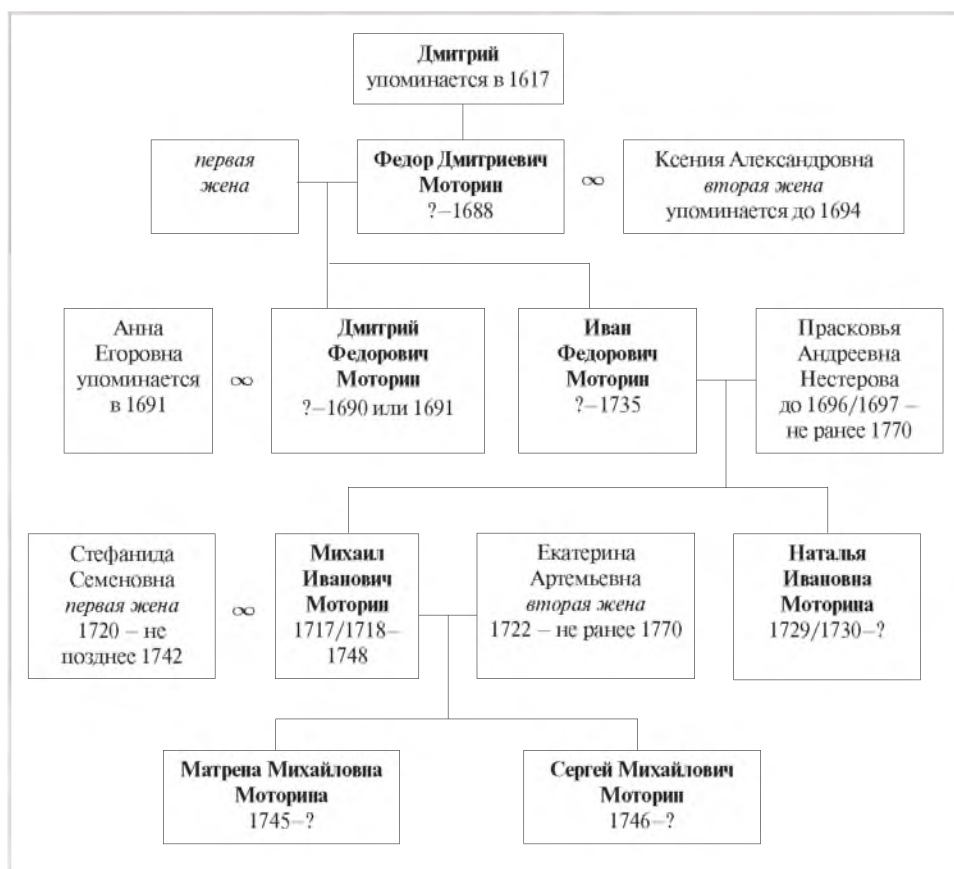 Дмитрий
упоминается в 1617
первая
жена
Федор Дмитриевич
Моторин
?–1688
∞
Ксения Александровна
вторая жена
упоминается до 1694
Анна
Егоровна
упоминается
в 1691
∞
Дмитрий
Федорович
Моторин
?–1690 или 1691
Иван
Федорович
Моторин
?–1735
Прасковья
Андреевна
Нестерова
до 1696/1697 –
не ранее 1770
Стефанида
Семеновна
первая жена
1720 – не
позднее 1742
∞
Михаил
Иванович
Моторин
1717/1718–
1748
Екатерина
Артемьевна
вторая жена
1722 – не ранее 1770
Наталья
Ивановна
Моторина
1729/1730–?
Матрена Михайловна
Моторина
1745–?
Сергей Михайлович
Моторин
1746–?